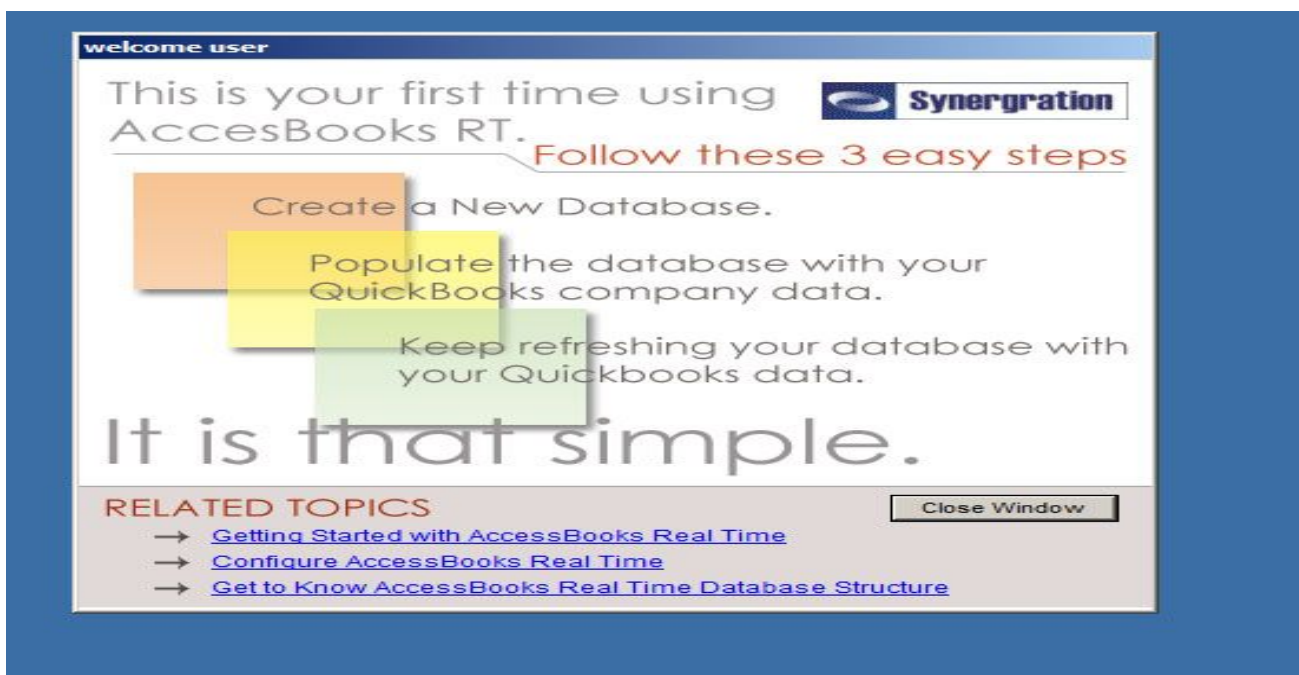 welcome user
This is your first time using
AccesBooks RT.
Synergration
Follow these 3 easy steps
Create a New Database.
Populate the database with your
QuickBooks company data.
Keep refreshing your database with
your Quickbooks data.
It is that simple.
RELATED TOPICS
Close Window
Getting Started with AccessBooks Real Time
Configure AccessBooks Real Time
Get to Know AccessBooks Real Time Database Structure